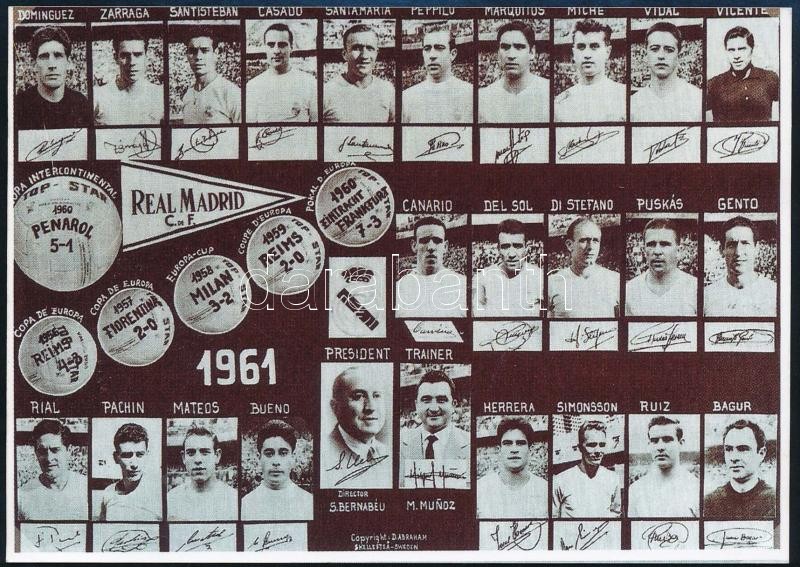 DOMINGUEZ ZARRAGA SANTISTEBAN CASADO SANTAMARIA PEPILLO MARQUITOS MICHE VIDAL VICENTE
COPA INTERCONTINENTAL
TOP-STAR
1960
PENAROL
5-1
REAL MADRID
C. DE F.
1960
EINTRACHT
FRANKFURT
7-3
COUPE D'EUROPA
1959
REIMS
2-0
EUROPA-CUP
1958
MILAN
3-2
COPA DE EUROPA
1957
FIORENTINA
2-0
COPA DE EUROPA
REIMS
4-3
STAR
1961
CANARIO DEL SOL DI STEFANO PUSKÁS GENTO
darabanth
PRESIDENT TRAINER
RIAL PACHIN MATEOS BUENO
HERRERA SIMONSSON RUIZ BAGUR
DIRECTOR
S. BERNABÉU M. MUÑOZ
Copyright: D.ABRAHAM
SKELLEFTEÅ-SWEDEN